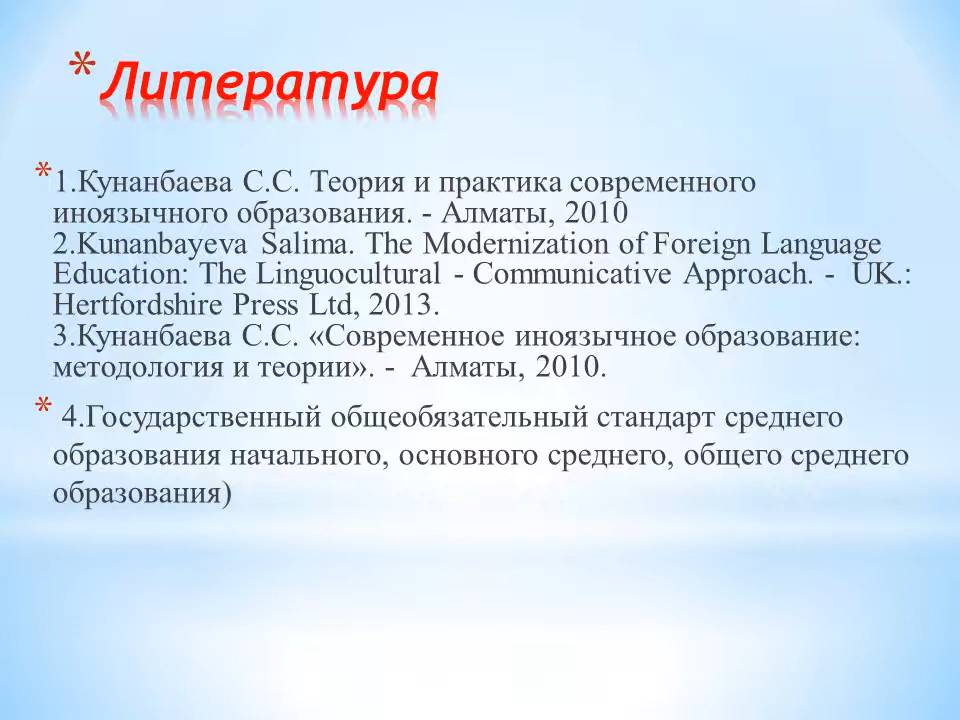 * Литература
* 1.Кунанбаева С.С. Теория и практика современного
иноязычного образования. - Алматы, 2010
2.Kunanbayeva Salima. The Modernization of Foreign Language
Education: The Linguocultural - Communicative Approach. - UK.:
Hertfordshire Press Ltd, 2013.
3.Кунанбаева С.С. «Современное иноязычное образование:
методология и теории». - Алматы, 2010.
* 4.Государственный общеобязательный стандарт среднего
образования начального, основного среднего, общего среднего
образования)